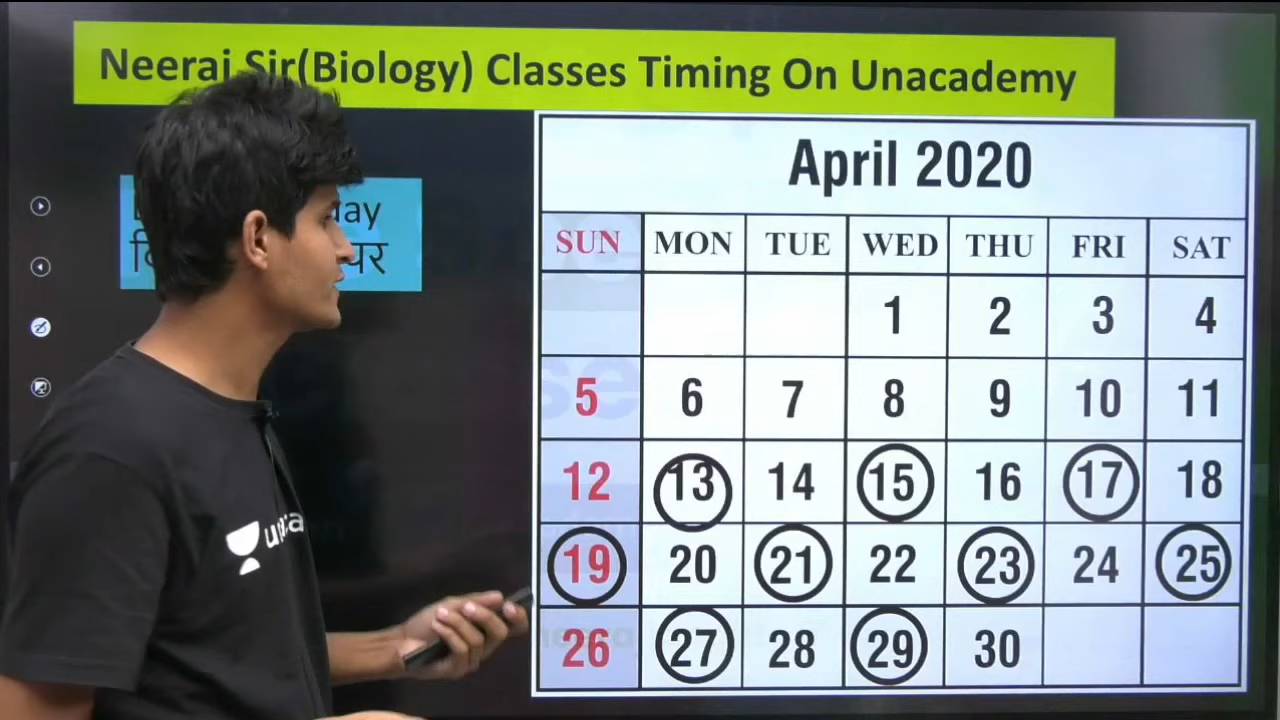 Neeraj Sir(Biology) Classes Timing On Unacademy
April 2020
SUN MON TUE WED THU FRI SAT
1 2 3 4
5 6 7 8 9 10 11
12 13 14 15 16 17 18
19 20 21 22 23 24 25
26 27 28 29 30